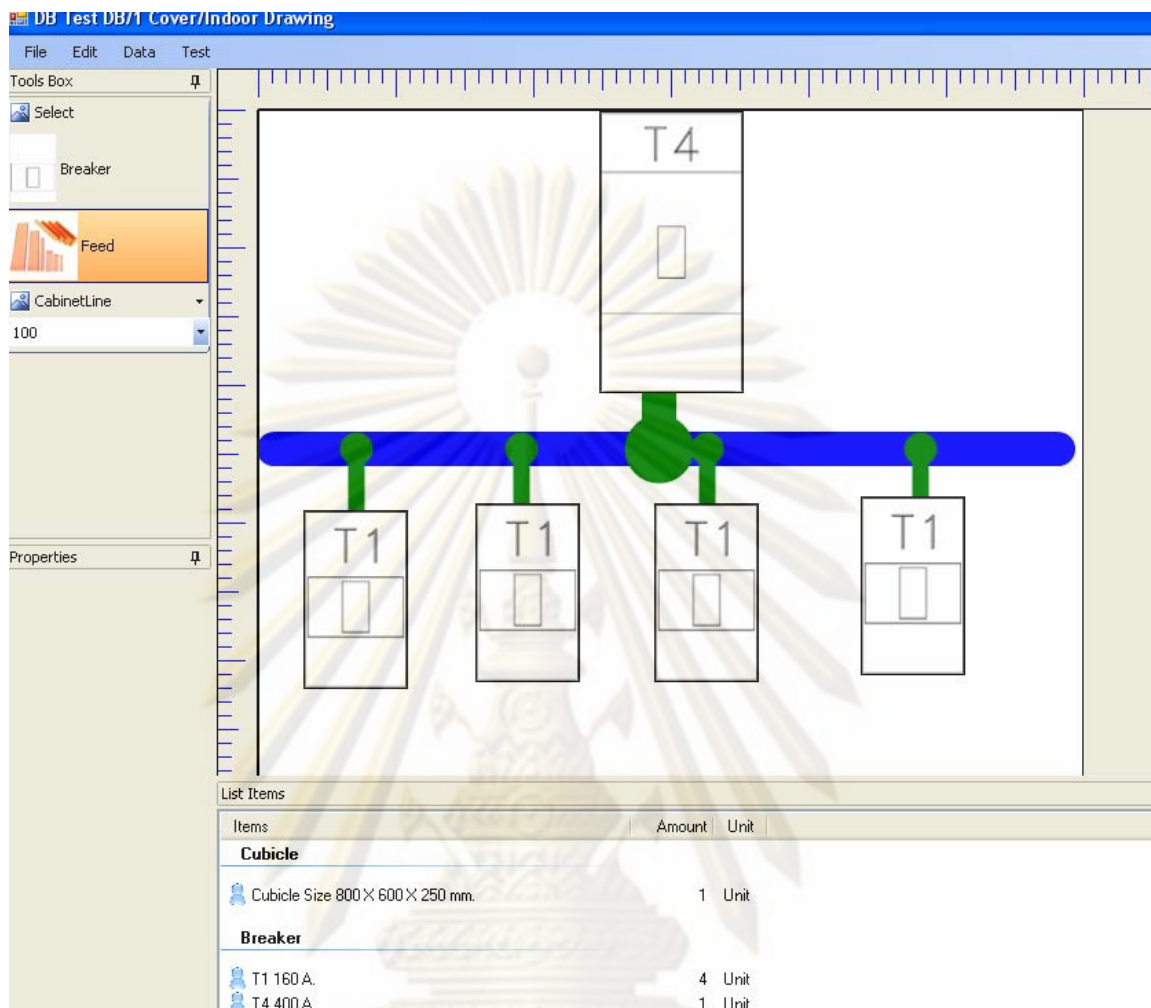 DB Test DB/1 Cover/Indoor Drawing
File Edit Data Test
Tools Box
Select
Breaker
Feed
CabinetLine
100
Properties
T4
T1 T1 T1 T1
List Items
Items Amount Unit
Cubicle
Cubicle Size 800 X 600 X 250 mm. 1 Unit
Breaker
T1 160 A. 4 Unit
T4 400 A. 1 Unit